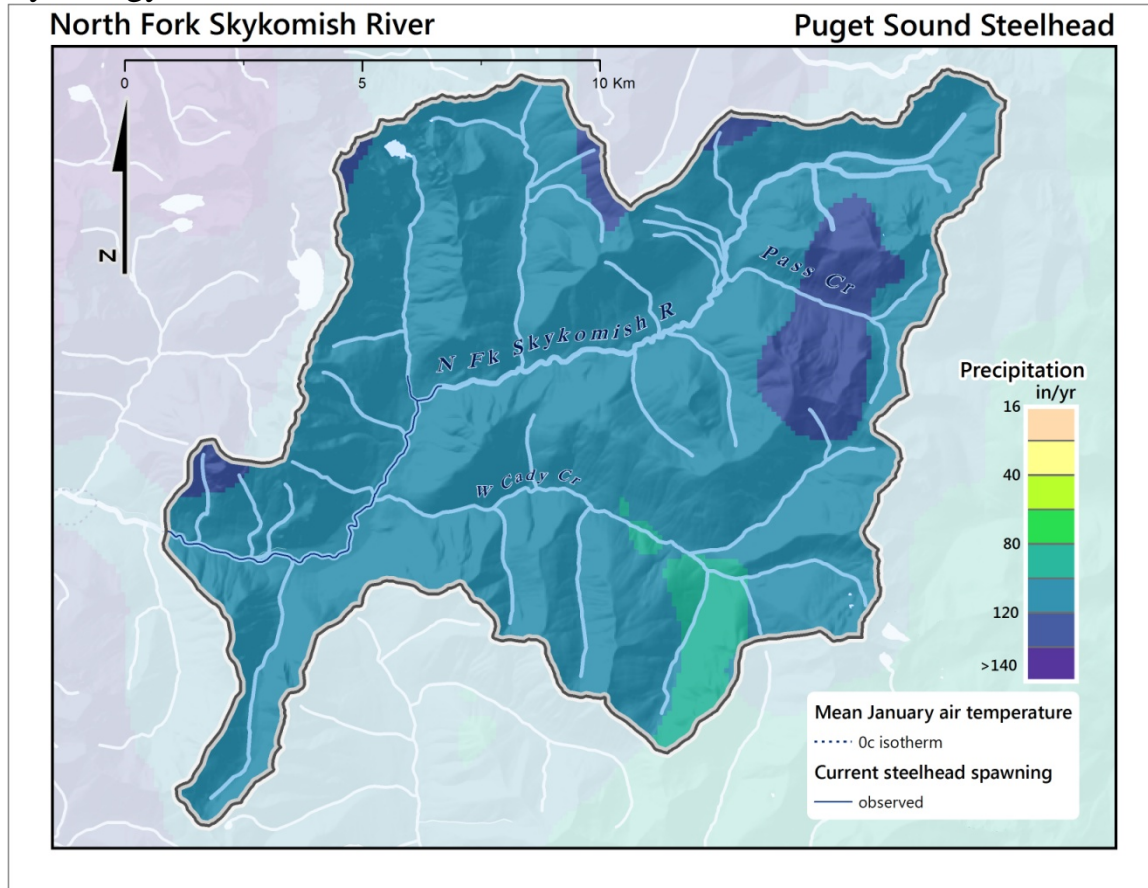 North Fork Skykomish River
Puget Sound Steelhead
0 5 10 Km
N
Pass Cr
N Fk Skykomish R
W Cady Cr
Precipitation
in/yr
16
40
80
120
>140
Mean January air temperature
0c isotherm
Current steelhead spawning
observed